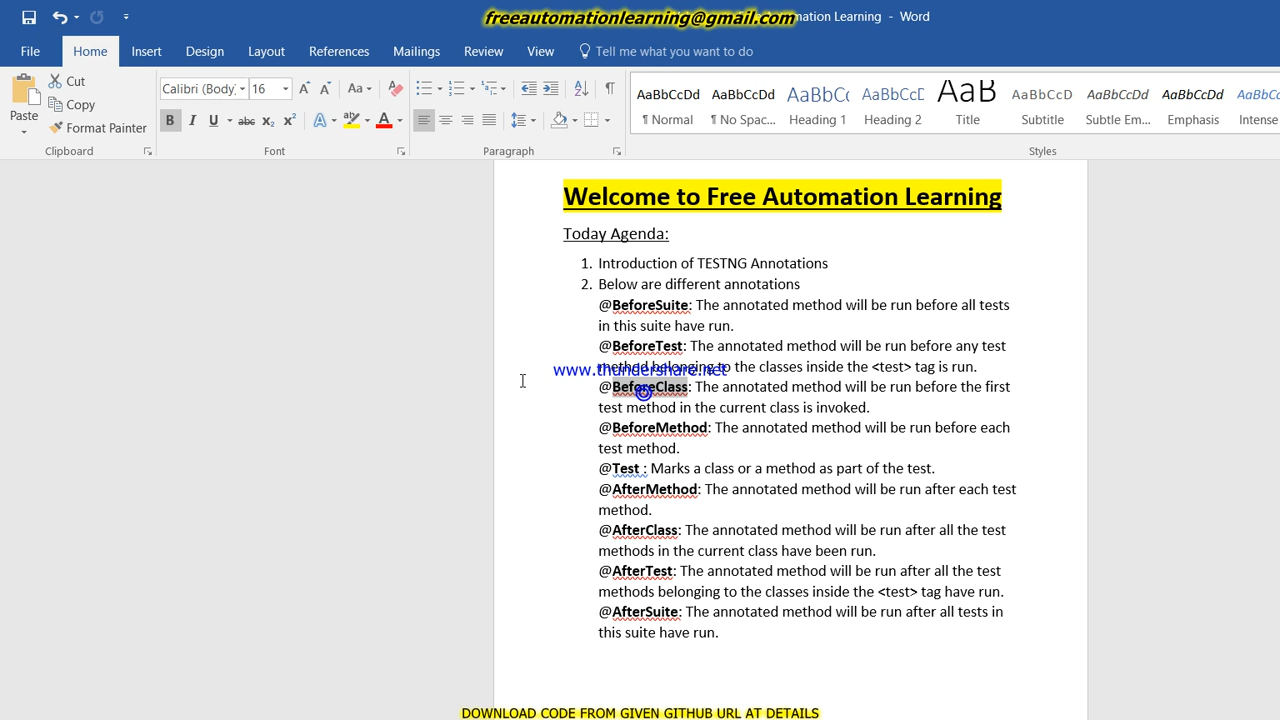 freeautomationlearning@gmail.com
Automation Learning - Word
File Home Insert Design Layout References Mailings Review View Tell me what you want to do
Paste
Cut
Copy
Format Painter
Clipboard
Calibri (Body) 16
Font
Paragraph
AaBbCcDd AaBbCcDd AaBbC AaBbCcD AaB AaBbCcD AaBbCcDd AaBbCcDd AaBbCcD
¶ Normal ¶ No Spac... Heading 1 Heading 2 Title Subtitle Subtle Em... Emphasis Intense
Styles
Welcome to Free Automation Learning
Today Agenda:
1. Introduction of TESTNG Annotations
2. Below are different annotations
@BeforeSuite: The annotated method will be run before all tests
in this suite have run.
@BeforeTest: The annotated method will be run before any test
method belonging to the classes inside the <test> tag is run.
www.thundershare.net
@BeforeClass: The annotated method will be run before the first
test method in the current class is invoked.
@BeforeMethod: The annotated method will be run before each
test method.
@Test : Marks a class or a method as part of the test.
@AfterMethod: The annotated method will be run after each test
method.
@AfterClass: The annotated method will be run after all the test
methods in the current class have been run.
@AfterTest: The annotated method will be run after all the test
methods belonging to the classes inside the <test> tag have run.
@AfterSuite: The annotated method will be run after all tests in
this suite have run.
DOWNLOAD CODE FROM GIVEN GITHUB URL AT DETAILS